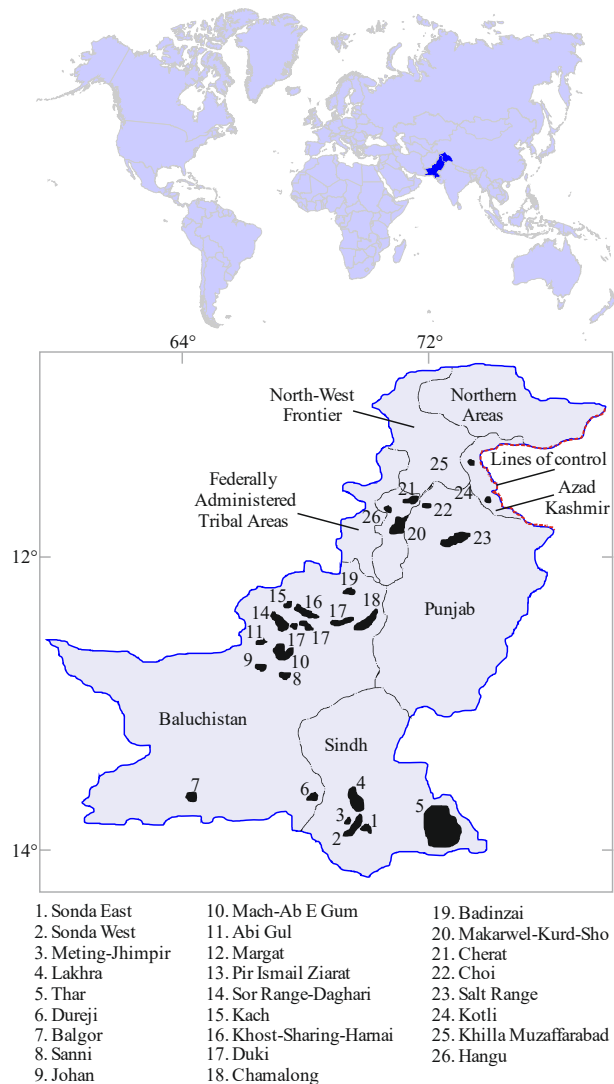 64°
72°
North-West
Frontier
Northern
Areas
25
Lines of control
Federally
Administered
Tribal Areas
21
24
Azad
Kashmir
26
22
20
23
12°
19
15
16
18
14
17
Punjab
11
17
17
9
10
8
Baluchistan
Sindh
7
6
4
5
3
1
2
14°
1. Sonda East
2. Sonda West
3. Meting-Jhimpir
4. Lakhra
5. Thar
6. Dureji
7. Balgor
8. Sanni
9. Johan
10. Mach-Ab E Gum
11. Abi Gul
12. Margat
13. Pir Ismail Ziarat
14. Sor Range-Daghari
15. Kach
16. Khost-Sharing-Harnai
17. Duki
18. Chamalong
19. Badinzai
20. Makarwel-Kurd-Sho
21. Cherat
22. Choi
23. Salt Range
24. Kotli
25. Khilla Muzaffarabad
26. Hangu